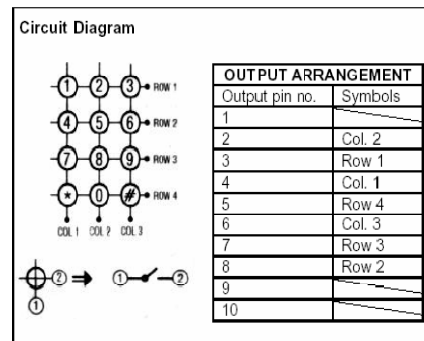 Circuit Diagram
1 2 3 ROW 1
4 5 6 ROW 2
7 8 9 ROW 3
* 0 # ROW 4
COL 1 COL 2 COL 3
2 1 2
1
OUTPUT ARRANGEMENT
Output pin no. Symbols
1
2 Col. 2
3 Row 1
4 Col. 1
5 Row 4
6 Col. 3
7 Row 3
8 Row 2
9
10